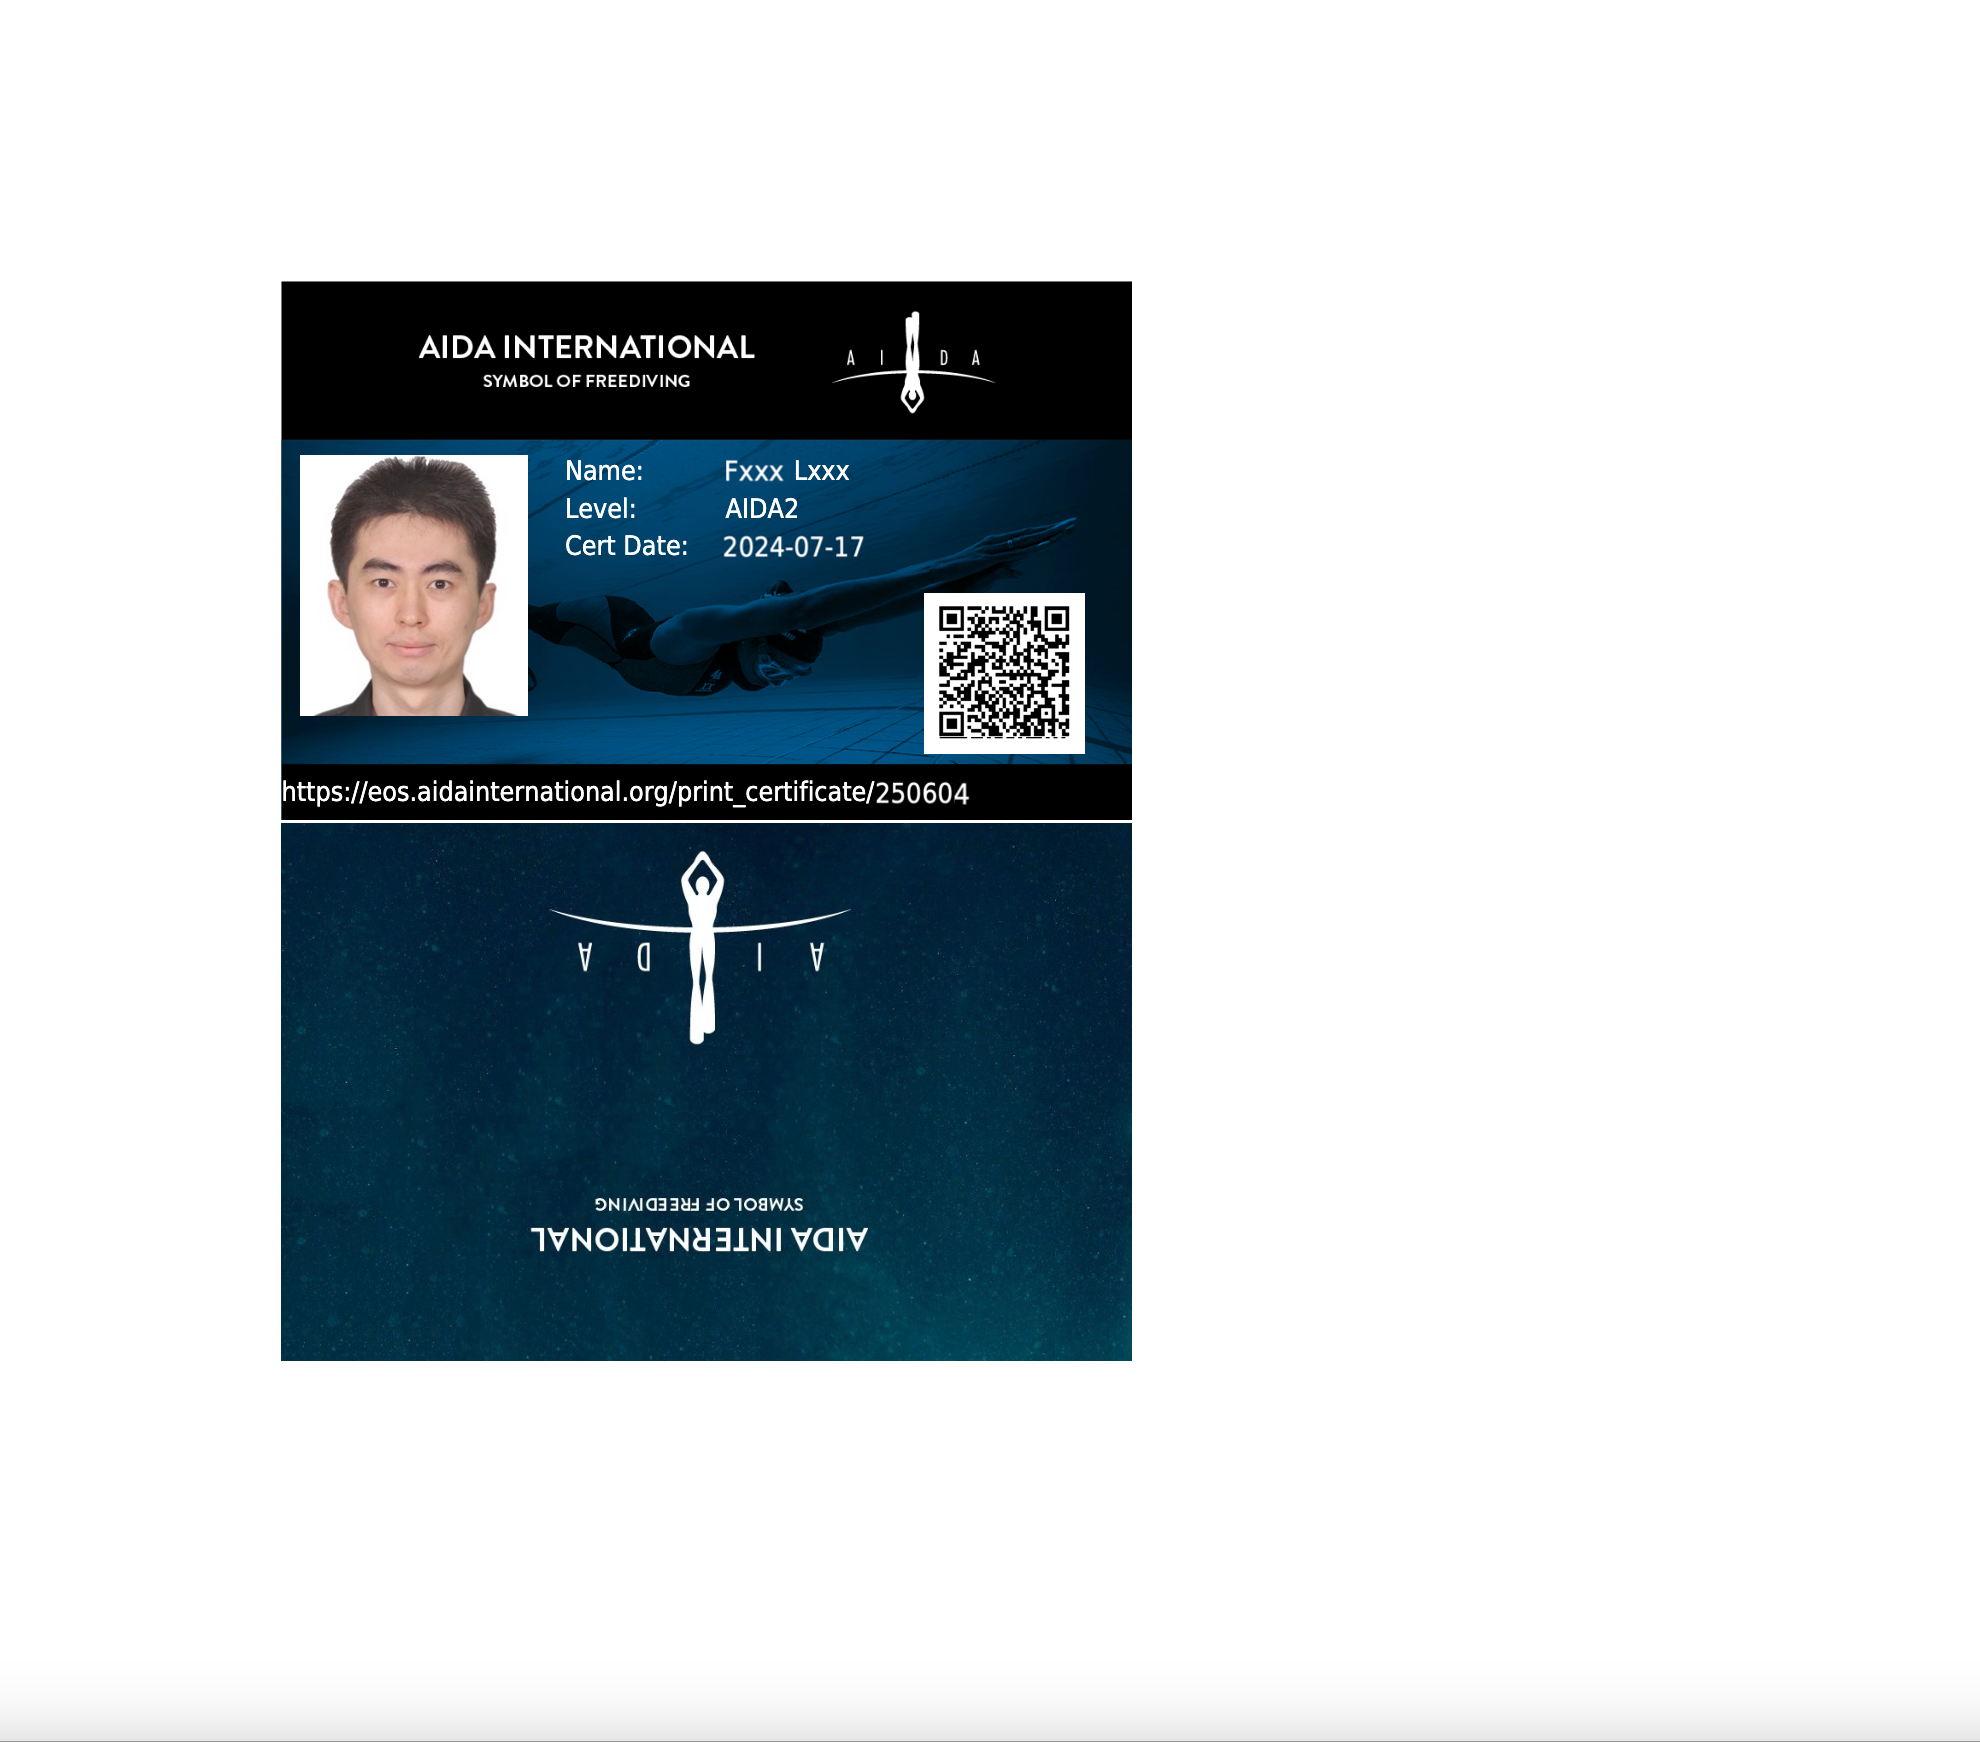 AIDA INTERNATIONAL
SYMBOL OF FREEDIVING
A I D A
Name: Fxxx Lxxx
Level: AIDA2
Cert Date: 2024-07-17
https://eos.aidainternational.org/print_certificate/250604
A I D A
SYMBOL OF FREEDIVING
AIDA INTERNATIONAL